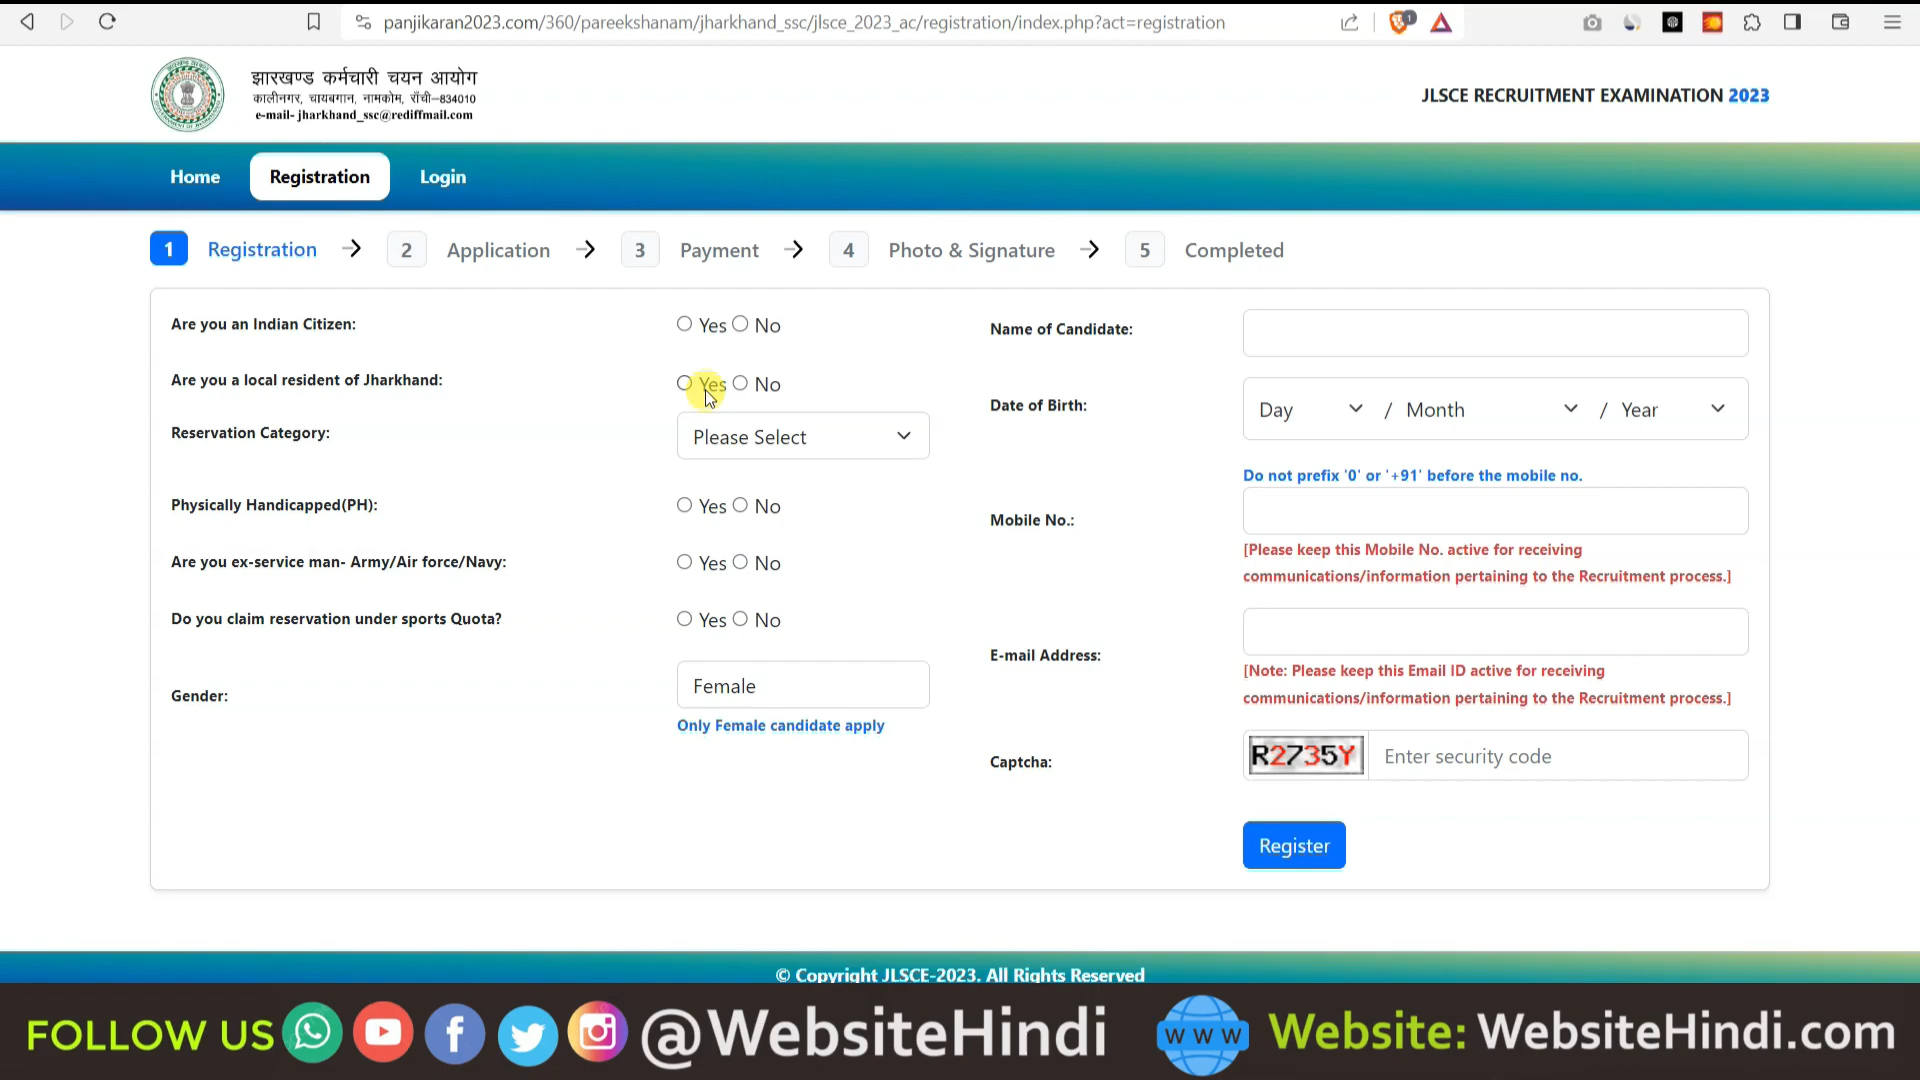 panjikaran2023.com/360/pareekshanam/jharkhand_ssc/jlsce_2023_ac/registration/index.php?act=registration
1
झारखण्ड कर्मचारी चयन आयोग
कालीनगर, चायबगान, नामकोम, राँची–834010
e-mail- jharkhand_ssc@rediffmail.com
JLSCE RECRUITMENT EXAMINATION 2023
Home Registration Login
1 Registration → 2 Application → 3 Payment → 4 Photo & Signature → 5 Completed
Are you an Indian Citizen: Yes No
Are you a local resident of Jharkhand: Yes No
Reservation Category: Please Select
Physically Handicapped(PH): Yes No
Are you ex-service man- Army/Air force/Navy: Yes No
Do you claim reservation under sports Quota? Yes No
Gender: Female
Only Female candidate apply
Name of Candidate:
Date of Birth: Day / Month / Year
Do not prefix '0' or '+91' before the mobile no.
Mobile No.:
[Please keep this Mobile No. active for receiving
communications/information pertaining to the Recruitment process.]
E-mail Address:
[Note: Please keep this Email ID active for receiving
communications/information pertaining to the Recruitment process.]
Captcha: R2735Y Enter security code
Register
© Copyright JLSCE-2023. All Rights Reserved
FOLLOW US @WebsiteHindi WWW Website: WebsiteHindi.com